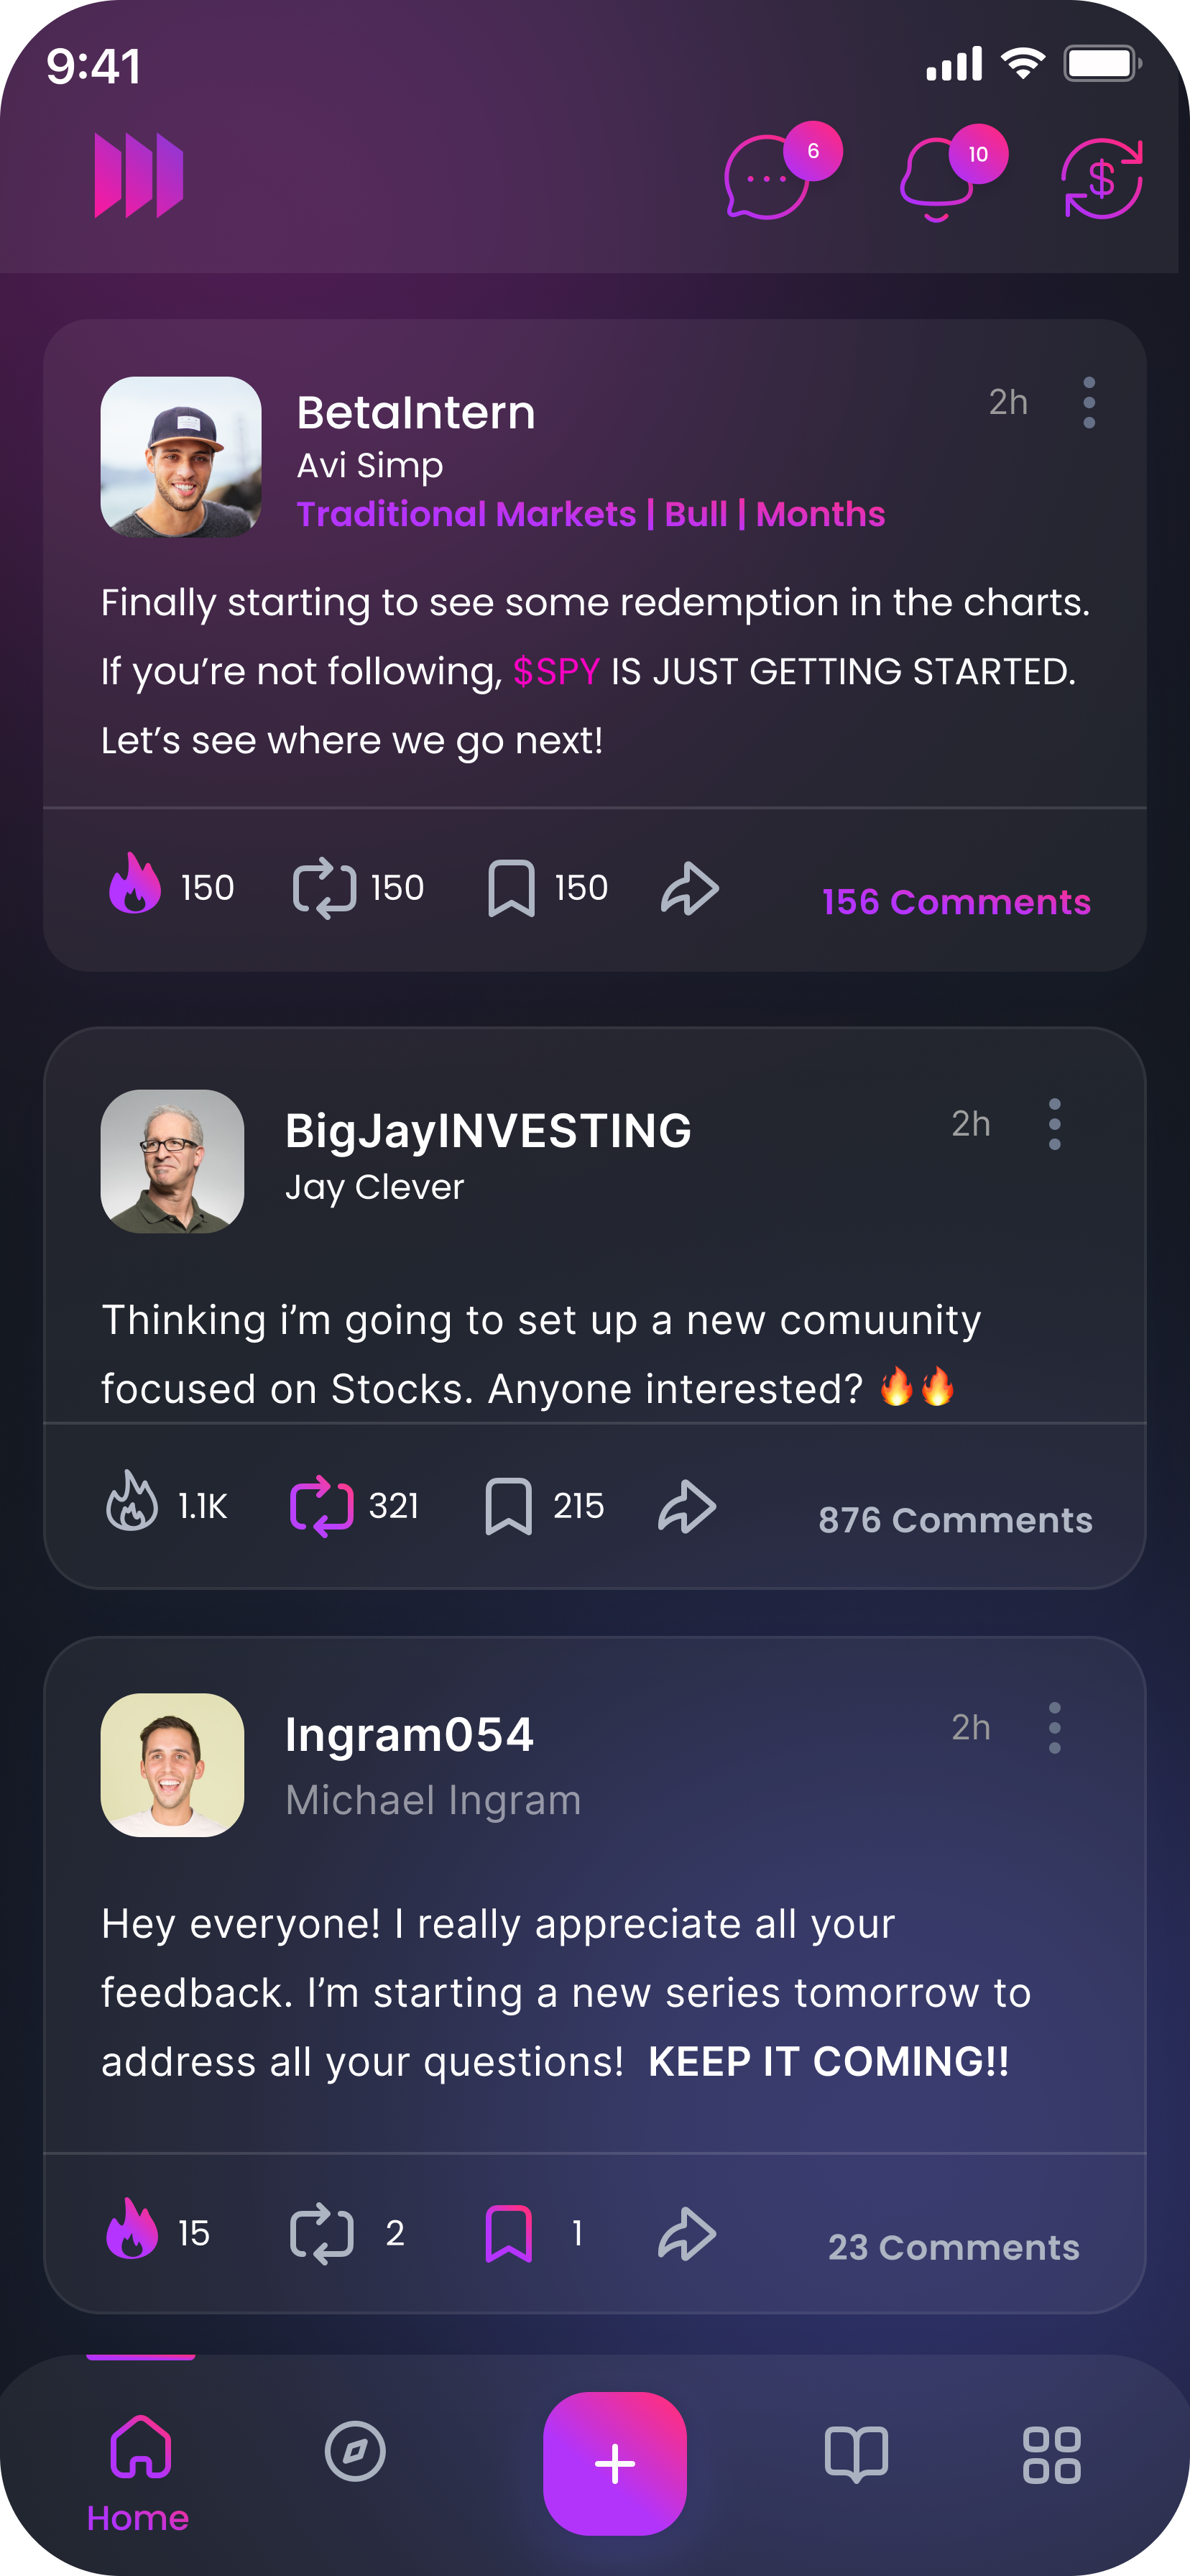 9:41
6
10
$
BetaIntern
2h
Avi Simp
Traditional Markets | Bull | Months
Finally starting to see some redemption in the charts.
If you’re not following, $SPY IS JUST GETTING STARTED.
Let’s see where we go next!
150
150
150
156 Comments
BigJayINVESTING
2h
Jay Clever
Thinking i’m going to set up a new comuunity
focused on Stocks. Anyone interested? 🔥🔥
1.1K
321
215
876 Comments
Ingram054
2h
Michael Ingram
Hey everyone! I really appreciate all your
feedback. I’m starting a new series tomorrow to
address all your questions!  KEEP IT COMING!!
15
2
1
23 Comments
Home